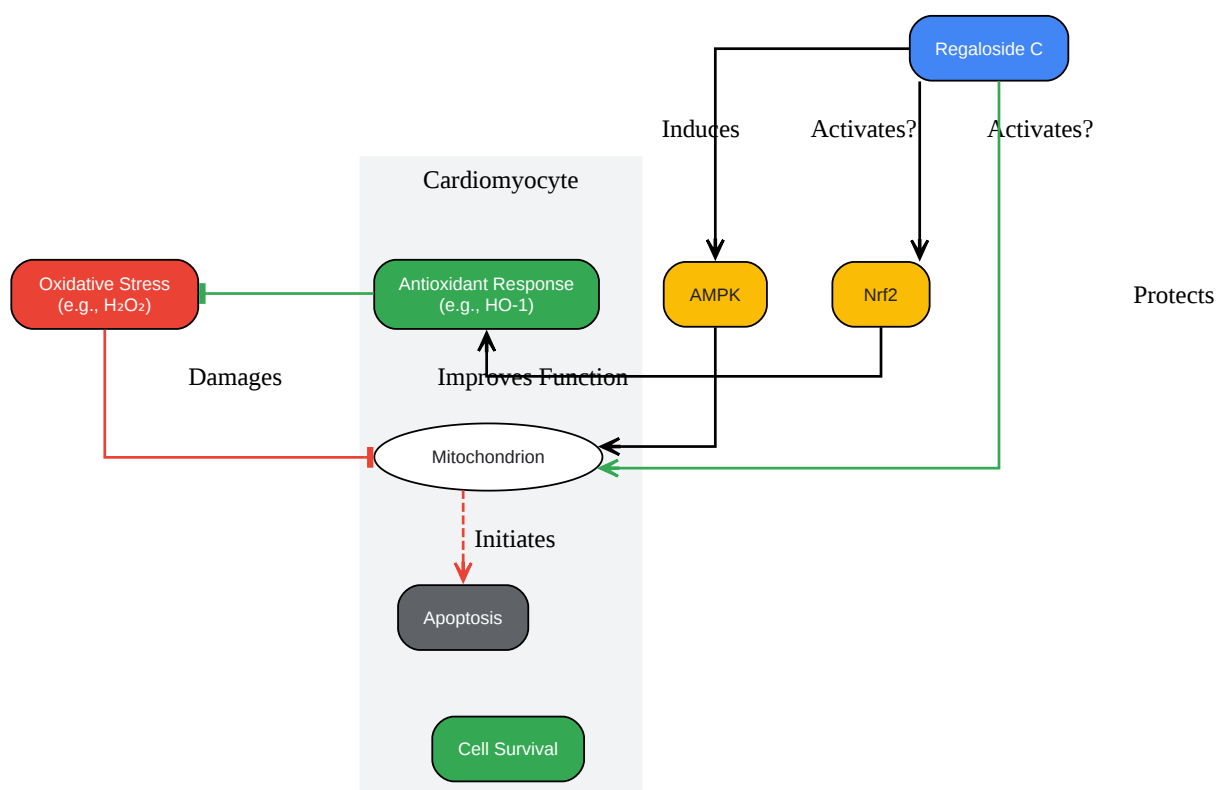 Regaloside C
Induces
Activates?
Activates?
Cardiomyocyte
Oxidative Stress
(e.g., H₂O₂)
Antioxidant Response
(e.g., HO-1)
AMPK
Nrf2
Protects
Damages
Improves Function
Mitochondrion
Initiates
Apoptosis
Cell Survival